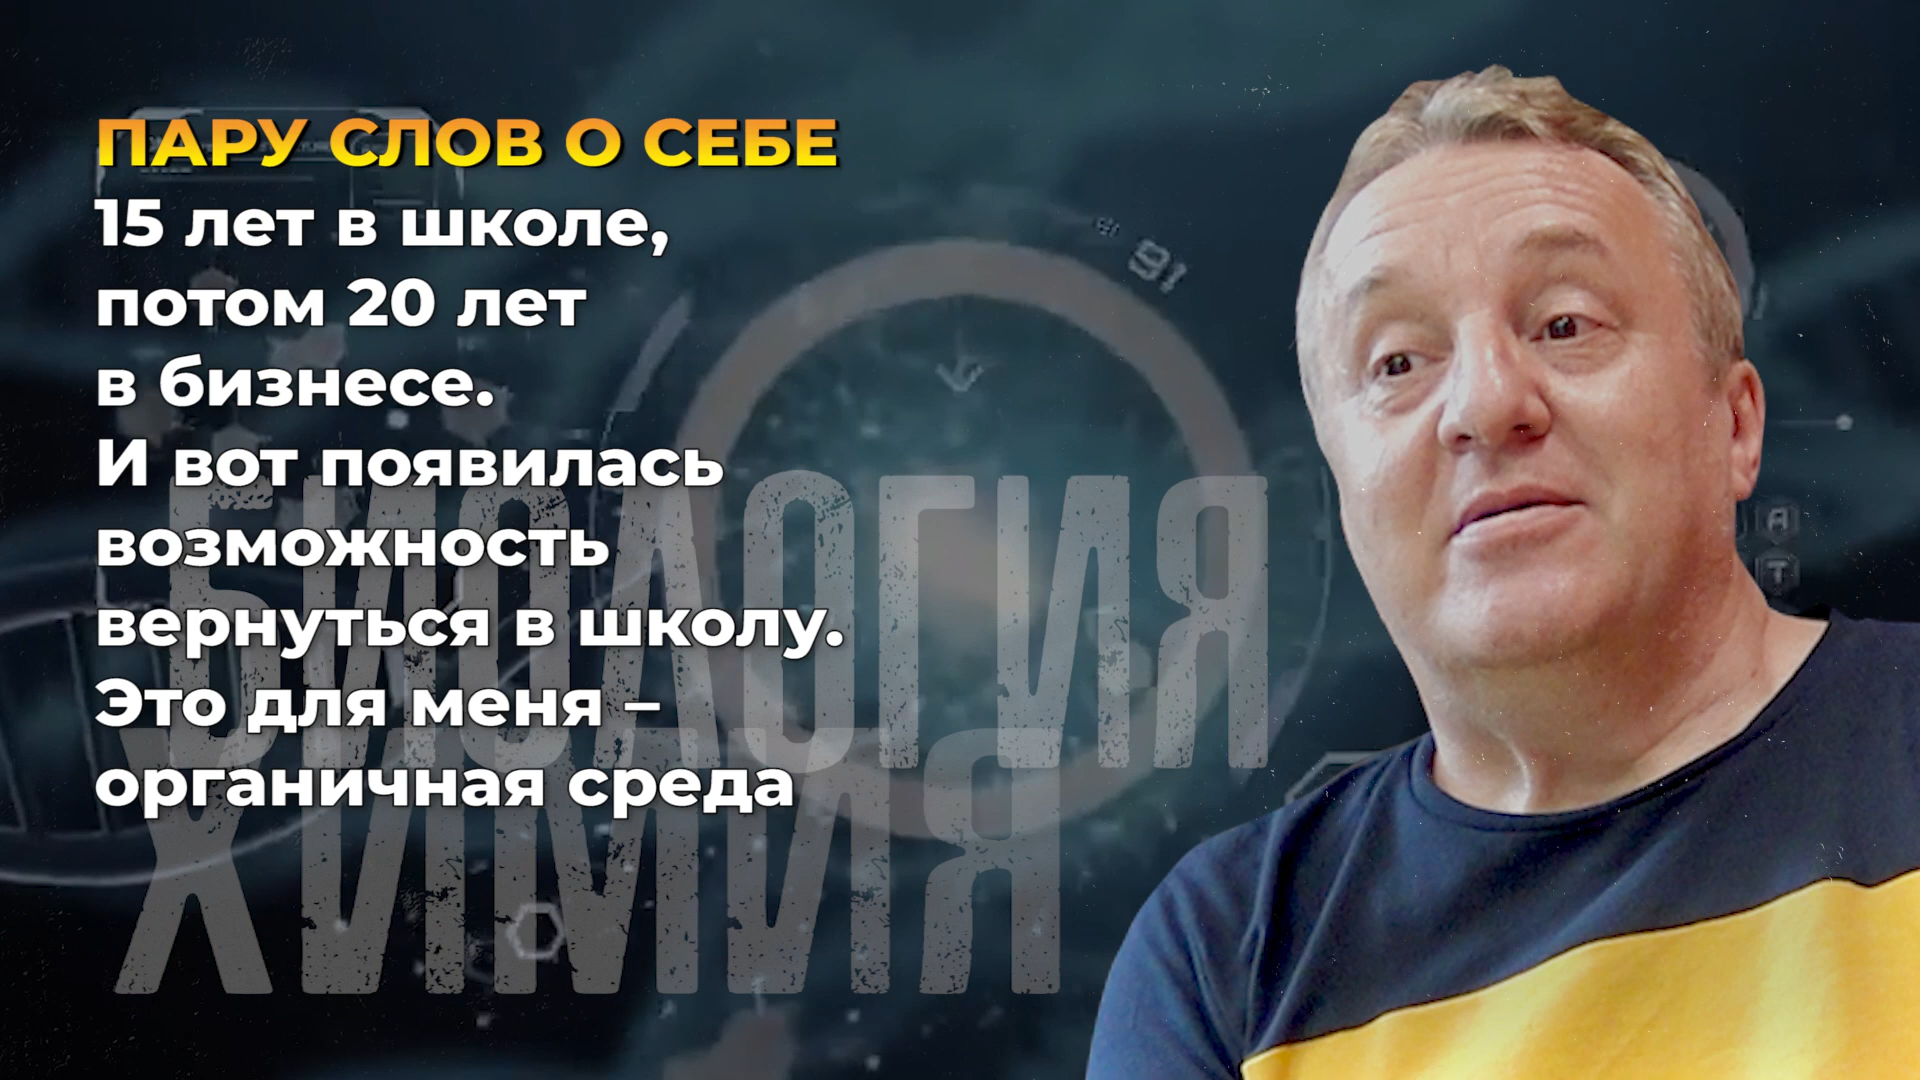 ПАРУ СЛОВ О СЕБЕ
15 лет в школе,
потом 20 лет
в бизнесе.
И вот появилась
возможность
вернуться в школу.
Это для меня –
органичная среда
БИОЛОГИЯ
ХИМИЯ
91
A
T